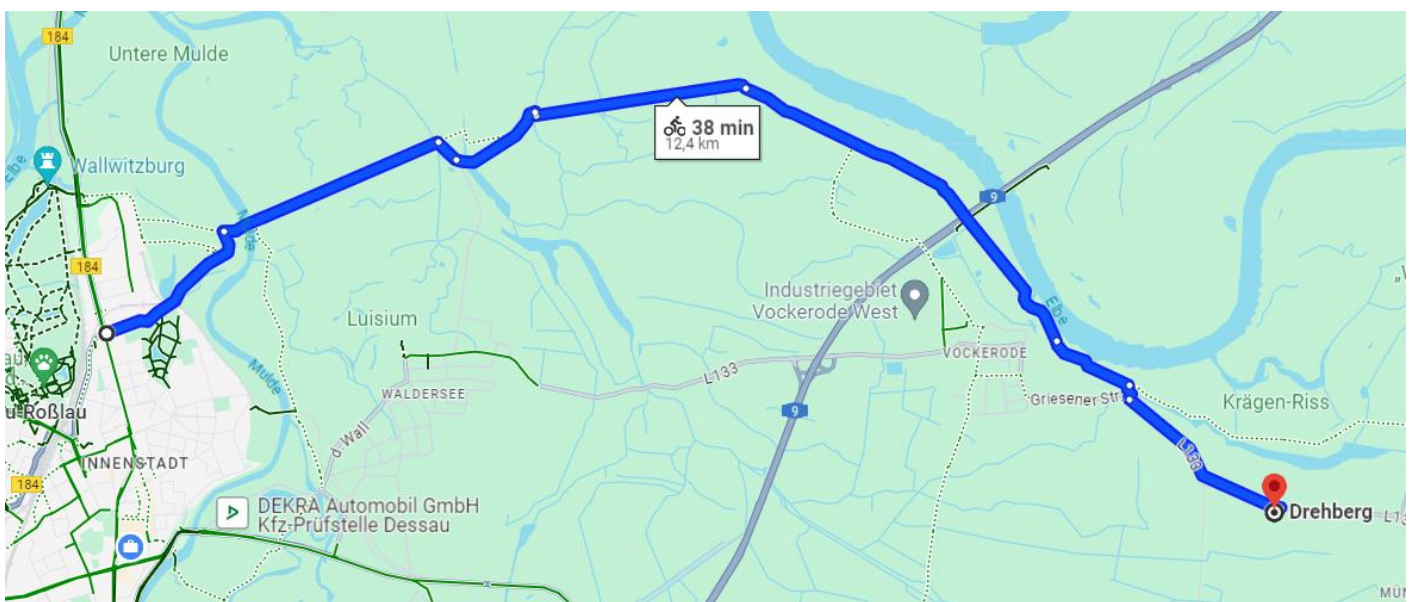 184
Untere Mulde
Elbe
Wallwitzburg
38 min
12,4 km
184
Mulde
9
Luisium
Industriegebiet
Vockerode West
Elbe
Mulde
WALDERSEE
L133
VOCKERODE
9
Griesener Str.
Krägen-Riss
u-Roßlau
d. Wall
L133
INNENSTADT
184
DEKRA Automobil GmbH
Kfz-Prüfstelle Dessau
Drehberg